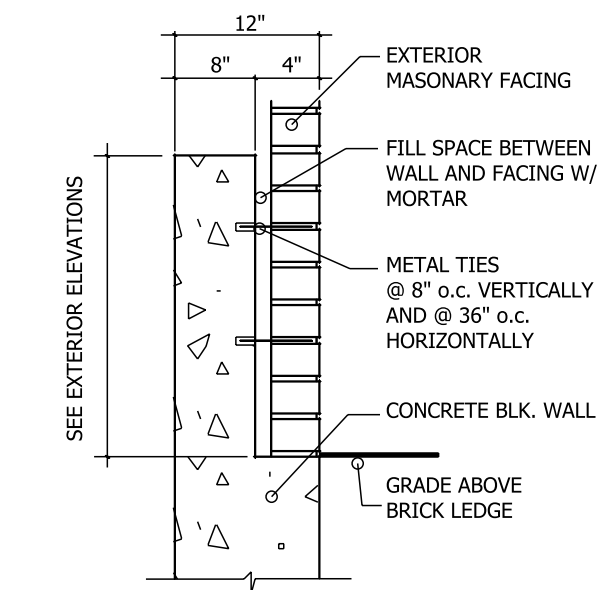 12"
8"
4"
EXTERIOR
MASONARY FACING
FILL SPACE BETWEEN
WALL AND FACING W/
MORTAR
METAL TIES
@ 8" o.c. VERTICALLY
AND @ 36" o.c.
HORIZONTALLY
SEE EXTERIOR ELEVATIONS
CONCRETE BLK. WALL
GRADE ABOVE
BRICK LEDGE